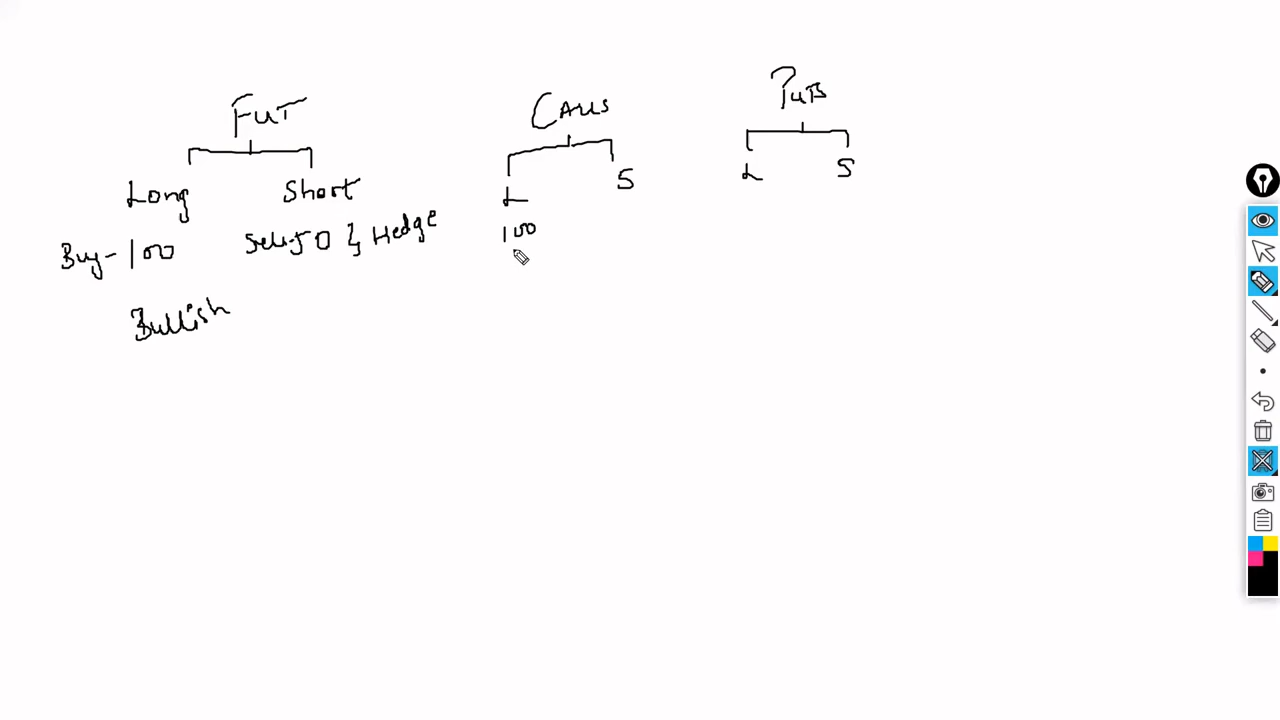 FUT
Long Short
Buy - 100 Sell - 50 } Hedge
Bullish
CALLS
L S
100
PUTS
L S